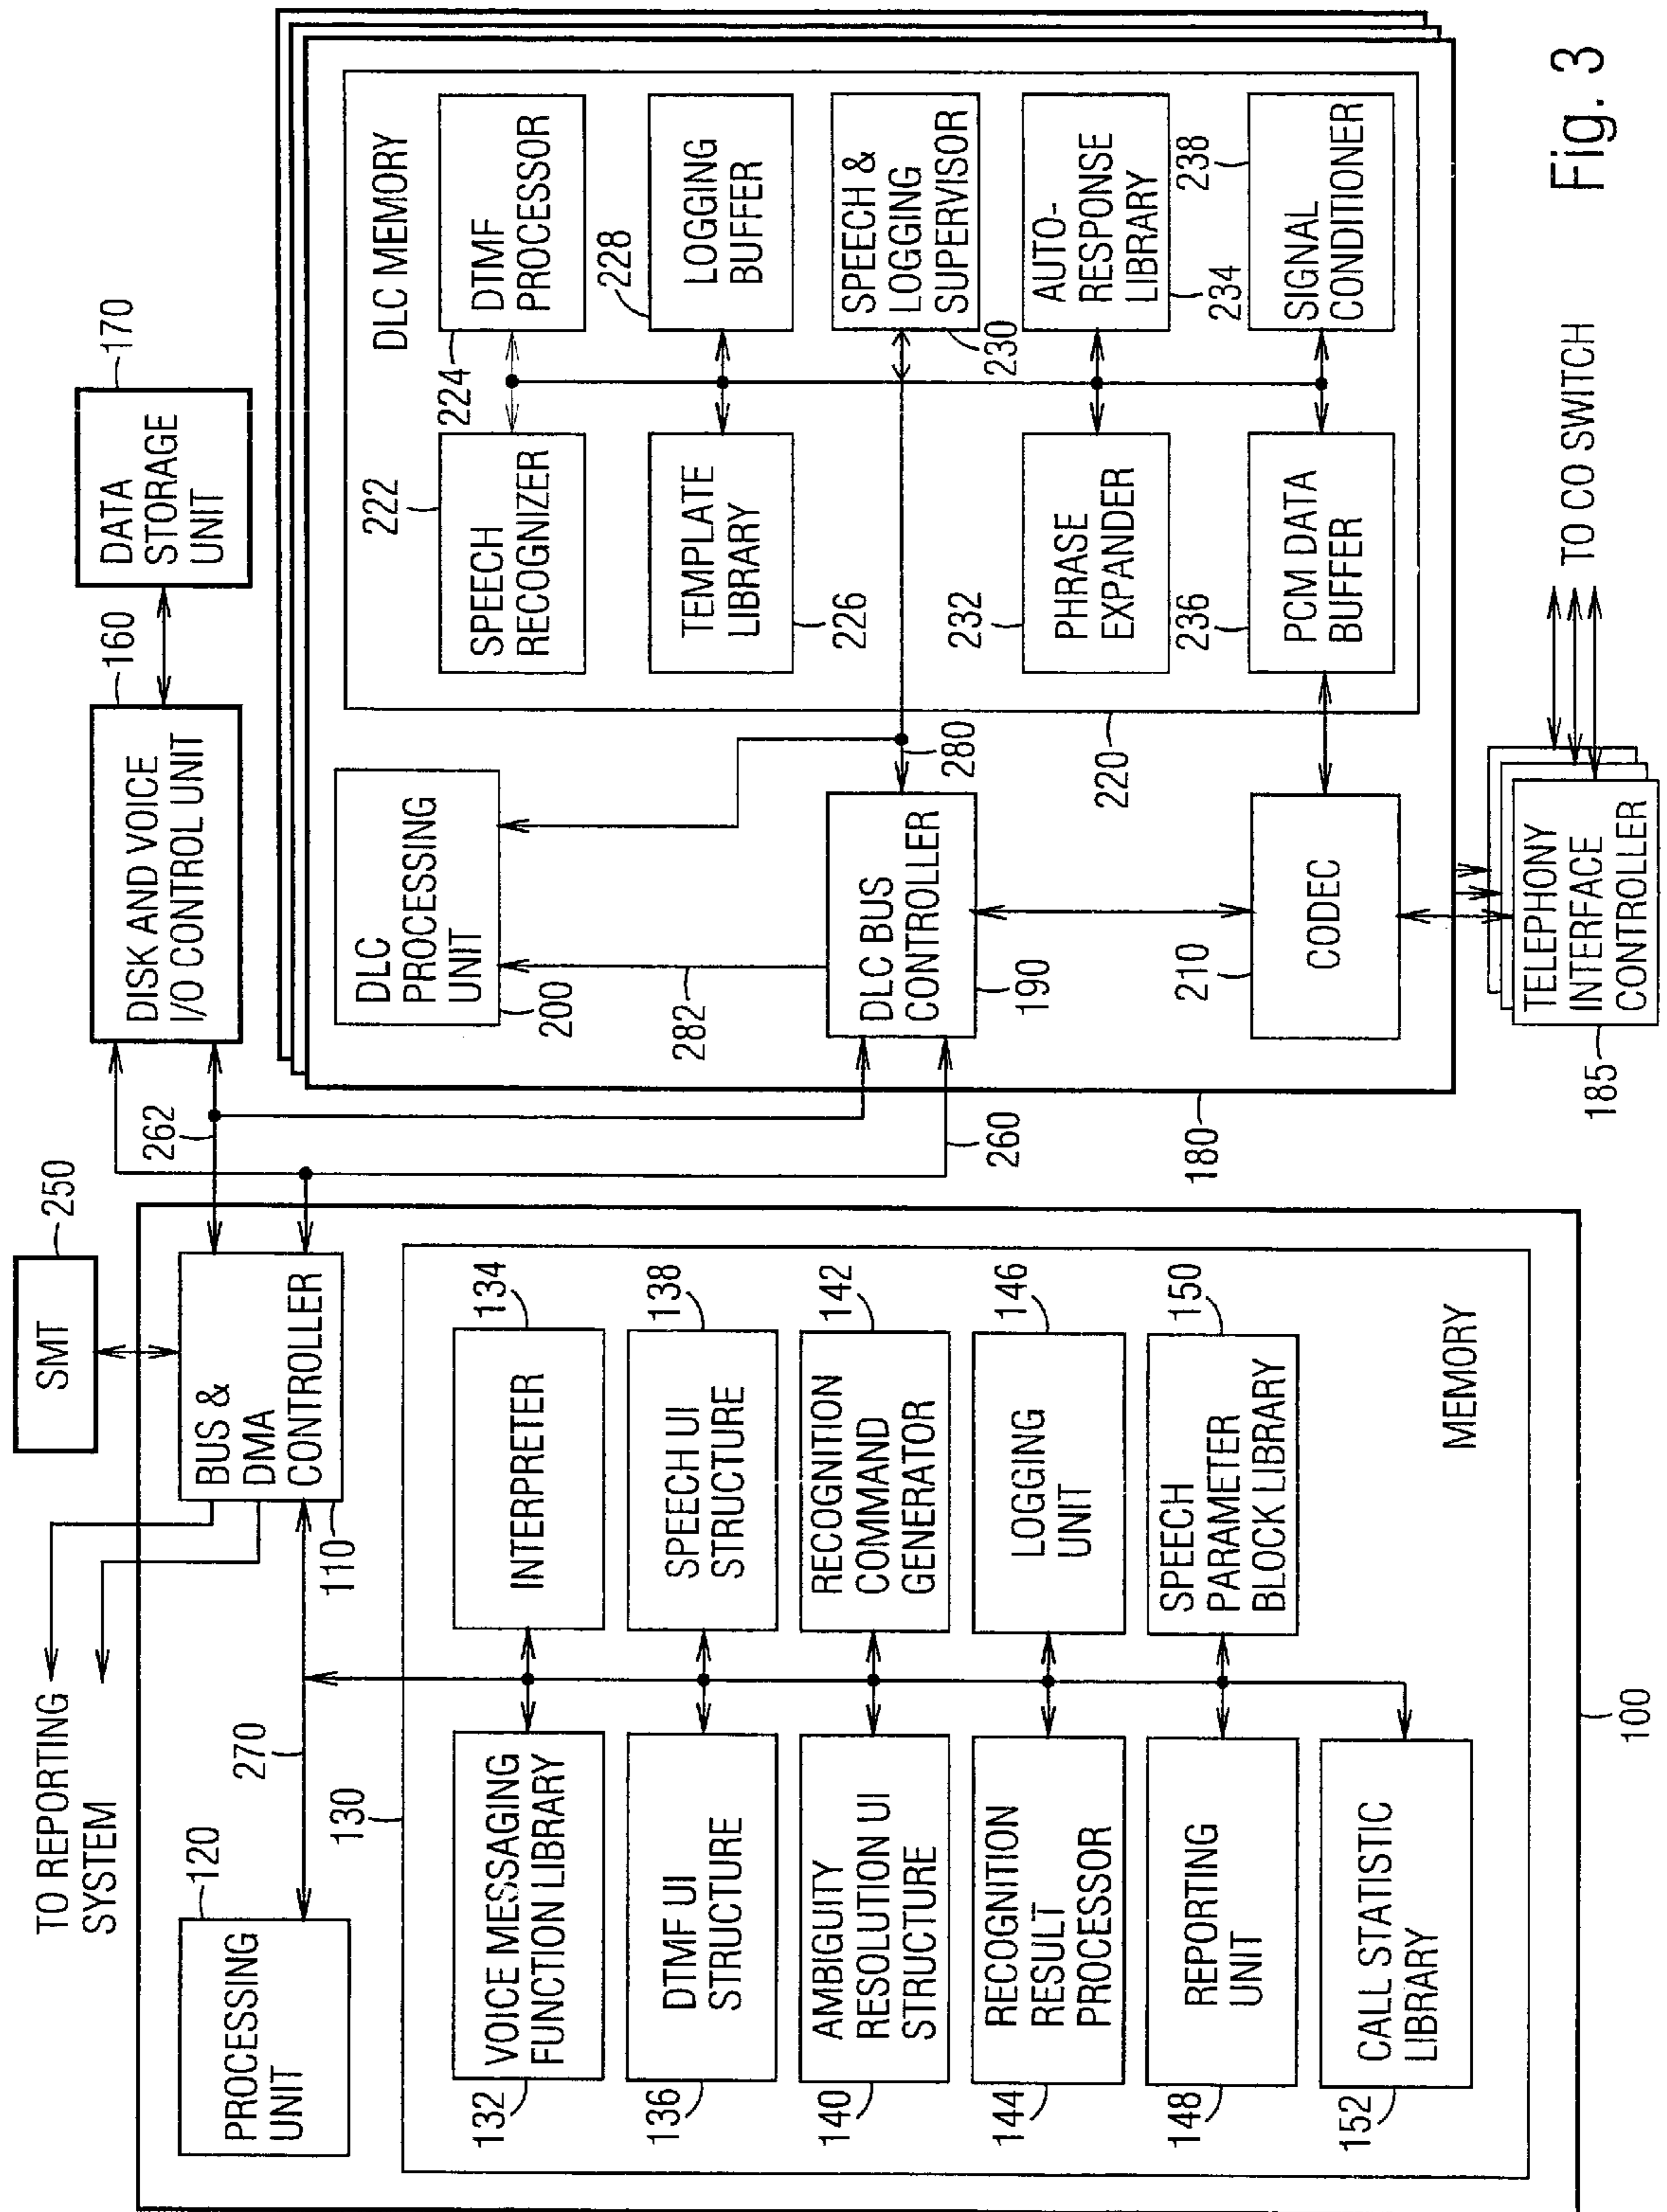 TO REPORTING
SYSTEM
SMT
250
DISK AND VOICE
I/O CONTROL UNIT
160
DATA
STORAGE
UNIT
170
262
260
120
PROCESSING
UNIT
270
BUS &
DMA
CONTROLLER
110
130
132
VOICE MESSAGING
FUNCTION LIBRARY
INTERPRETER
134
136
DTMF UI
STRUCTURE
SPEECH UI
STRUCTURE
138
140
AMBIGUITY
RESOLUTION UI
STRUCTURE
RECOGNITION
COMMAND
GENERATOR
142
144
RECOGNITION
RESULT
PROCESSOR
LOGGING
UNIT
146
148
REPORTING
UNIT
SPEECH
PARAMETER
BLOCK LIBRARY
150
152
CALL STATISTIC
LIBRARY
MEMORY
100
DLC
PROCESSING
UNIT
200
282
DLC BUS
CONTROLLER
190
280
210
CODEC
180
220
DLC MEMORY
222
SPEECH
RECOGNIZER
224
DTMF
PROCESSOR
TEMPLATE
LIBRARY
226
228
LOGGING
BUFFER
SPEECH &
LOGGING
SUPERVISOR
230
232
PHRASE
EXPANDER
AUTO-
RESPONSE
LIBRARY
234
236
PCM DATA
BUFFER
238
SIGNAL
CONDITIONER
185
TELEPHONY
INTERFACE
CONTROLLER
TO CO SWITCH
Fig. 3